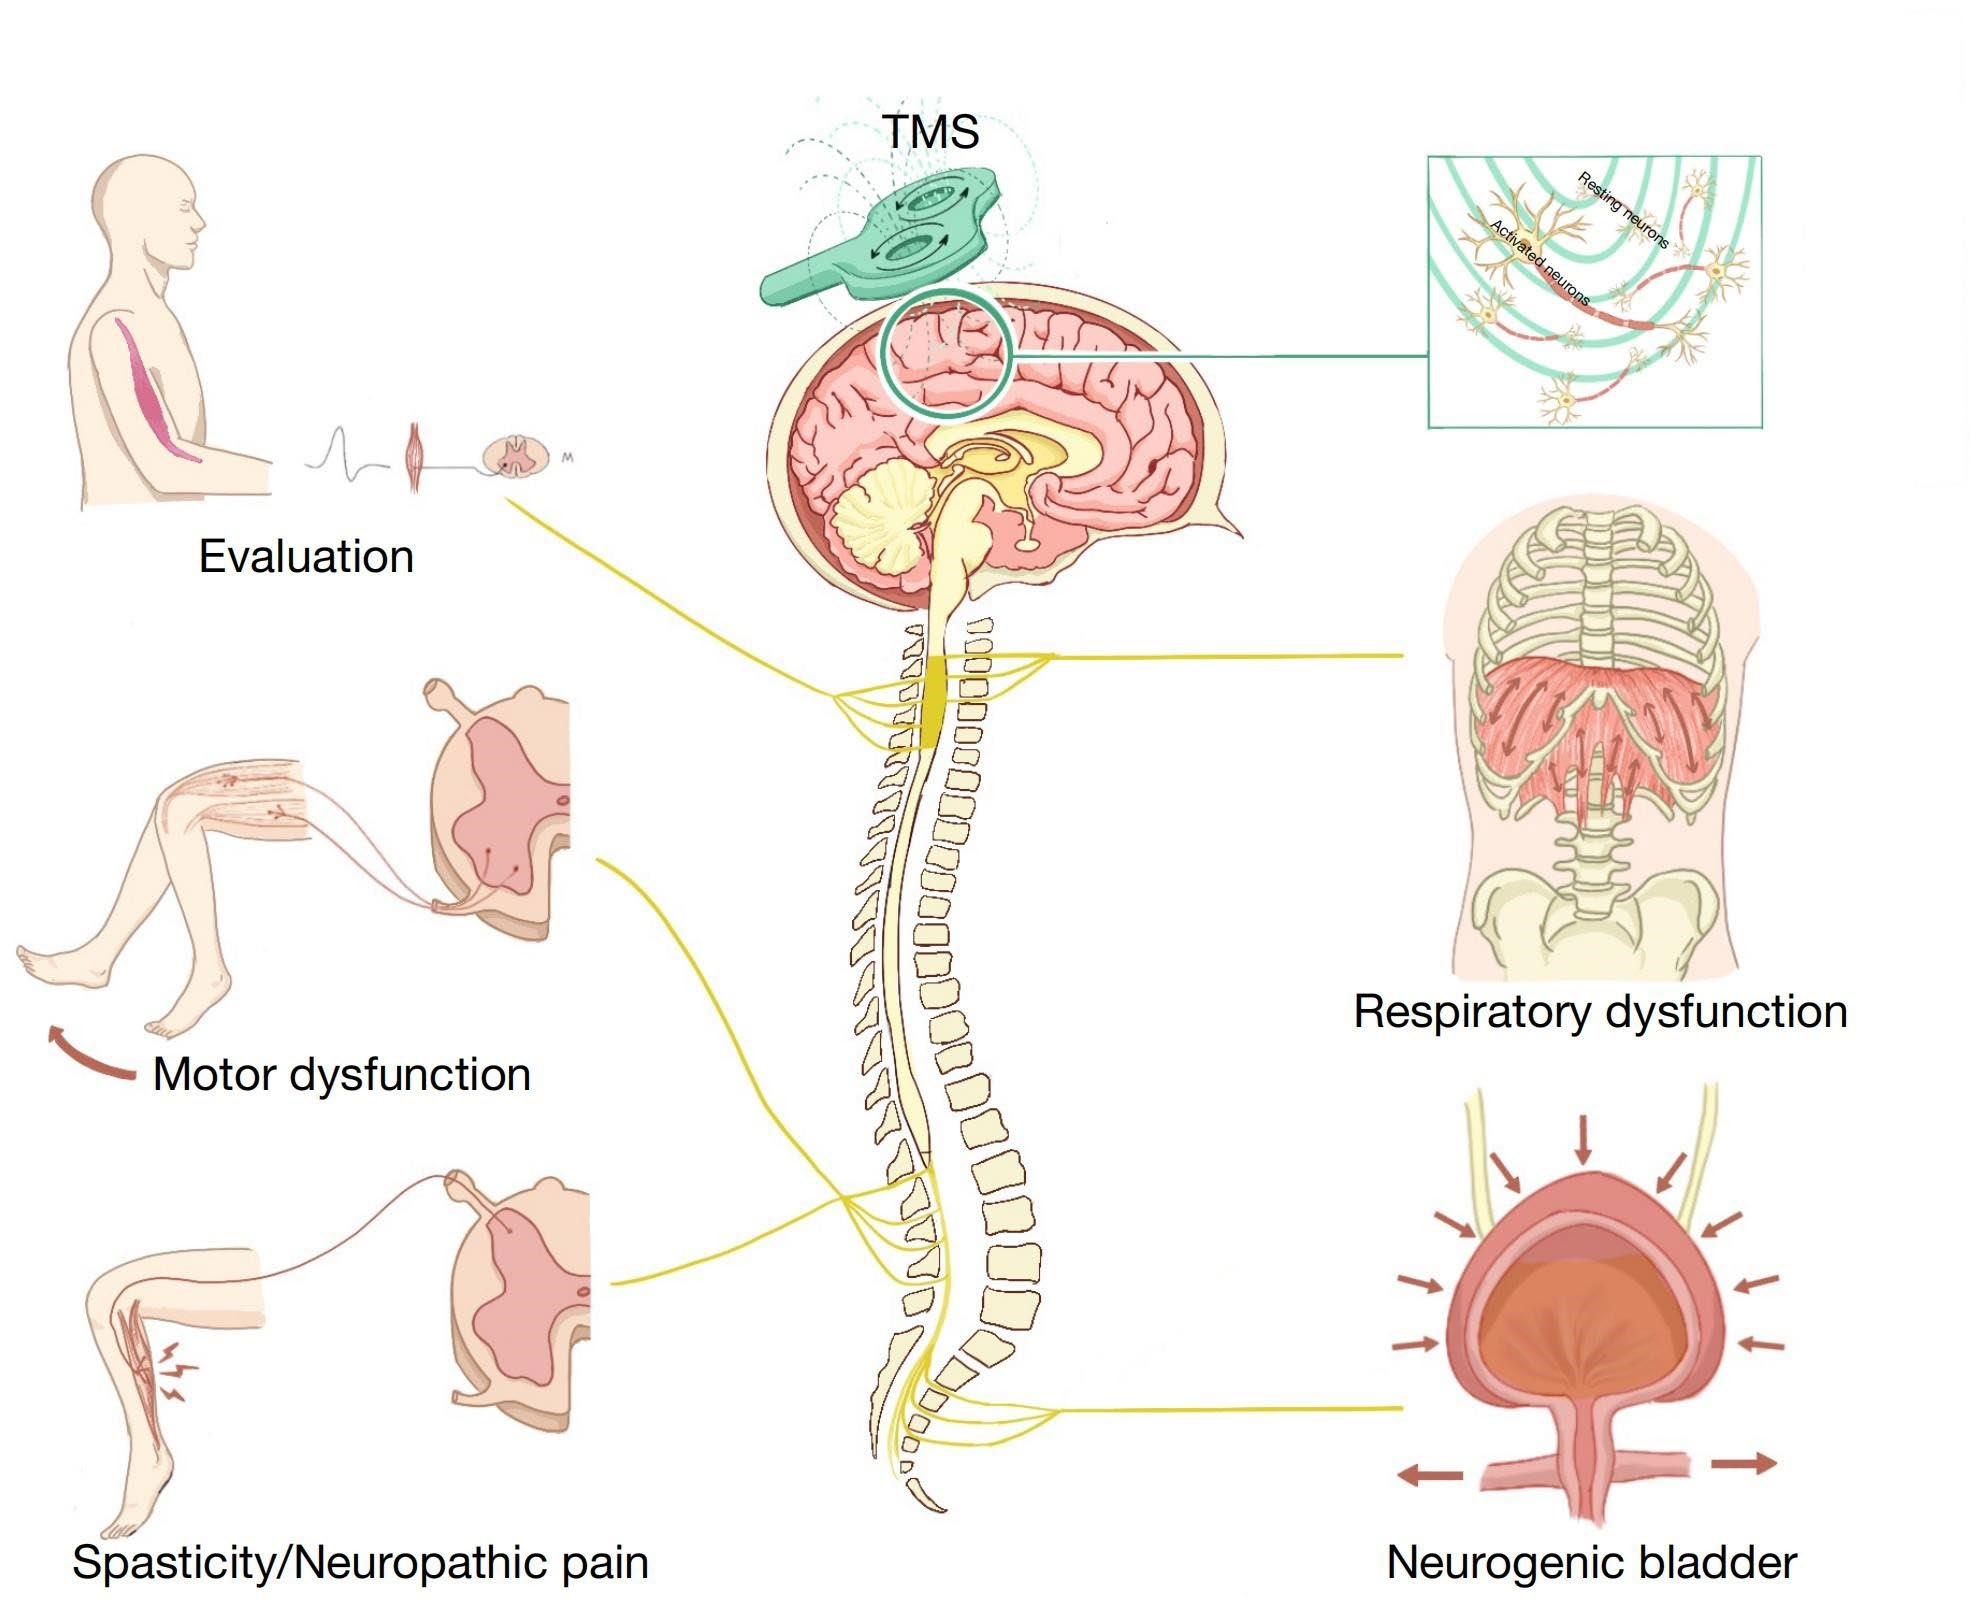 TMS
Resting neurons
Activated neurons
M
Evaluation
Respiratory dysfunction
Motor dysfunction
Spasticity/Neuropathic pain
Neurogenic bladder